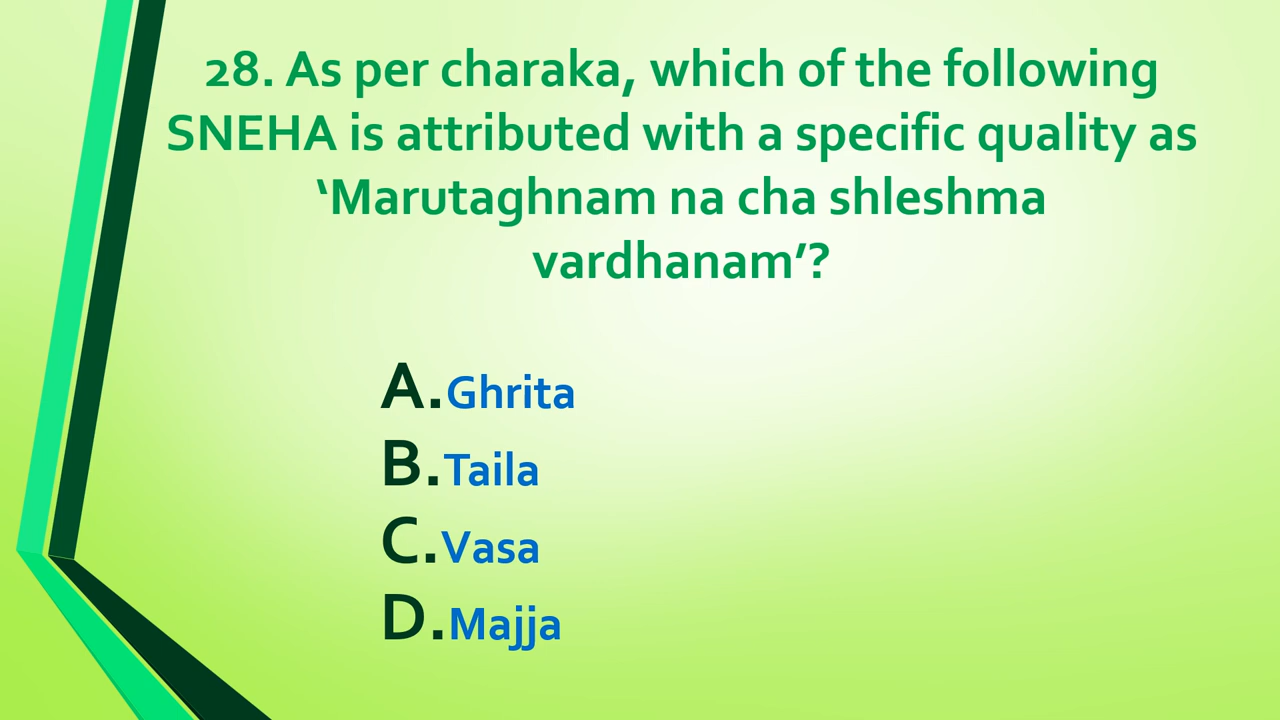 28. As per charaka, which of the following
SNEHA is attributed with a specific quality as
‘Marutaghnam na cha shleshma
vardhanam’?
A.Ghrita
B.Taila
C.Vasa
D.Majja